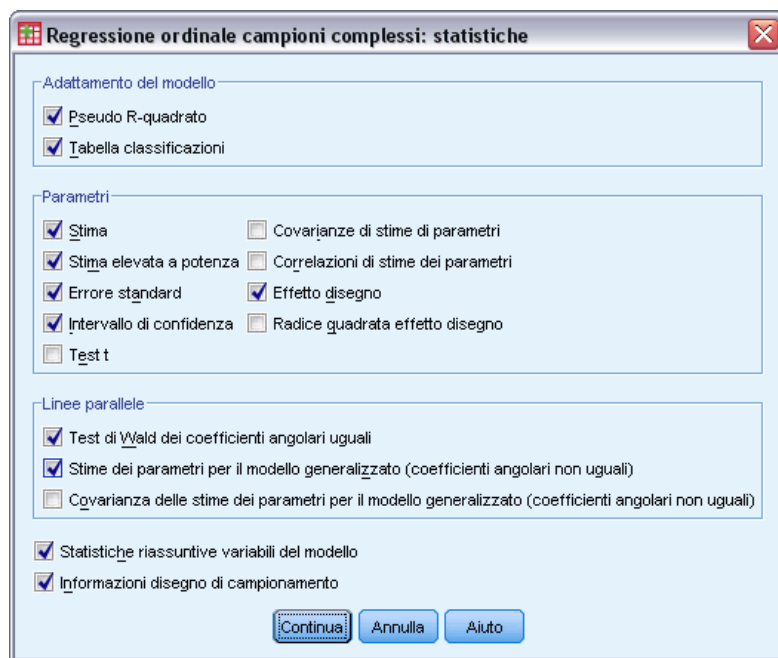 Regressione ordinale campioni complessi: statistiche
Adattamento del modello
Pseudo R-quadrato
Tabella classificazioni
Parametri
Stima
Covarianze di stime di parametri
Stima elevata a potenza
Correlazioni di stime dei parametri
Errore standard
Effetto disegno
Intervallo di confidenza
Radice quadrata effetto disegno
Test t
Linee parallele
Test di Wald dei coefficienti angolari uguali
Stime dei parametri per il modello generalizzato (coefficienti angolari non uguali)
Covarianza delle stime dei parametri per il modello generalizzato (coefficienti angolari non uguali)
Statistiche riassuntive variabili del modello
Informazioni disegno di campionamento
Continua Annulla Aiuto